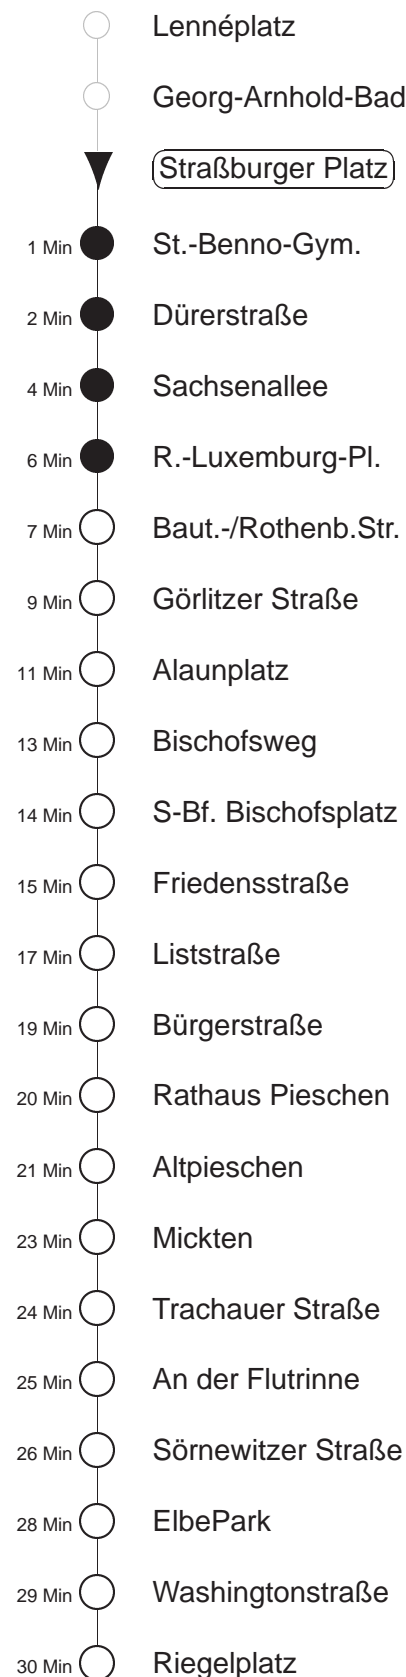 Lennéplatz
Georg-Arnhold-Bad
Straßburger Platz
1 Min St.-Benno-Gym.
2 Min Dürerstraße
4 Min Sachsenallee
6 Min R.-Luxemburg-Pl.
7 Min Baut.-/Rothenb.Str.
9 Min Görlitzer Straße
11 Min Alaunplatz
13 Min Bischofsweg
14 Min S-Bf. Bischofsplatz
15 Min Friedensstraße
17 Min Liststraße
19 Min Bürgerstraße
20 Min Rathaus Pieschen
21 Min Altpieschen
23 Min Mickten
24 Min Trachauer Straße
25 Min An der Flutrinne
26 Min Sörnewitzer Straße
28 Min ElbePark
29 Min Washingtonstraße
30 Min Riegelplatz